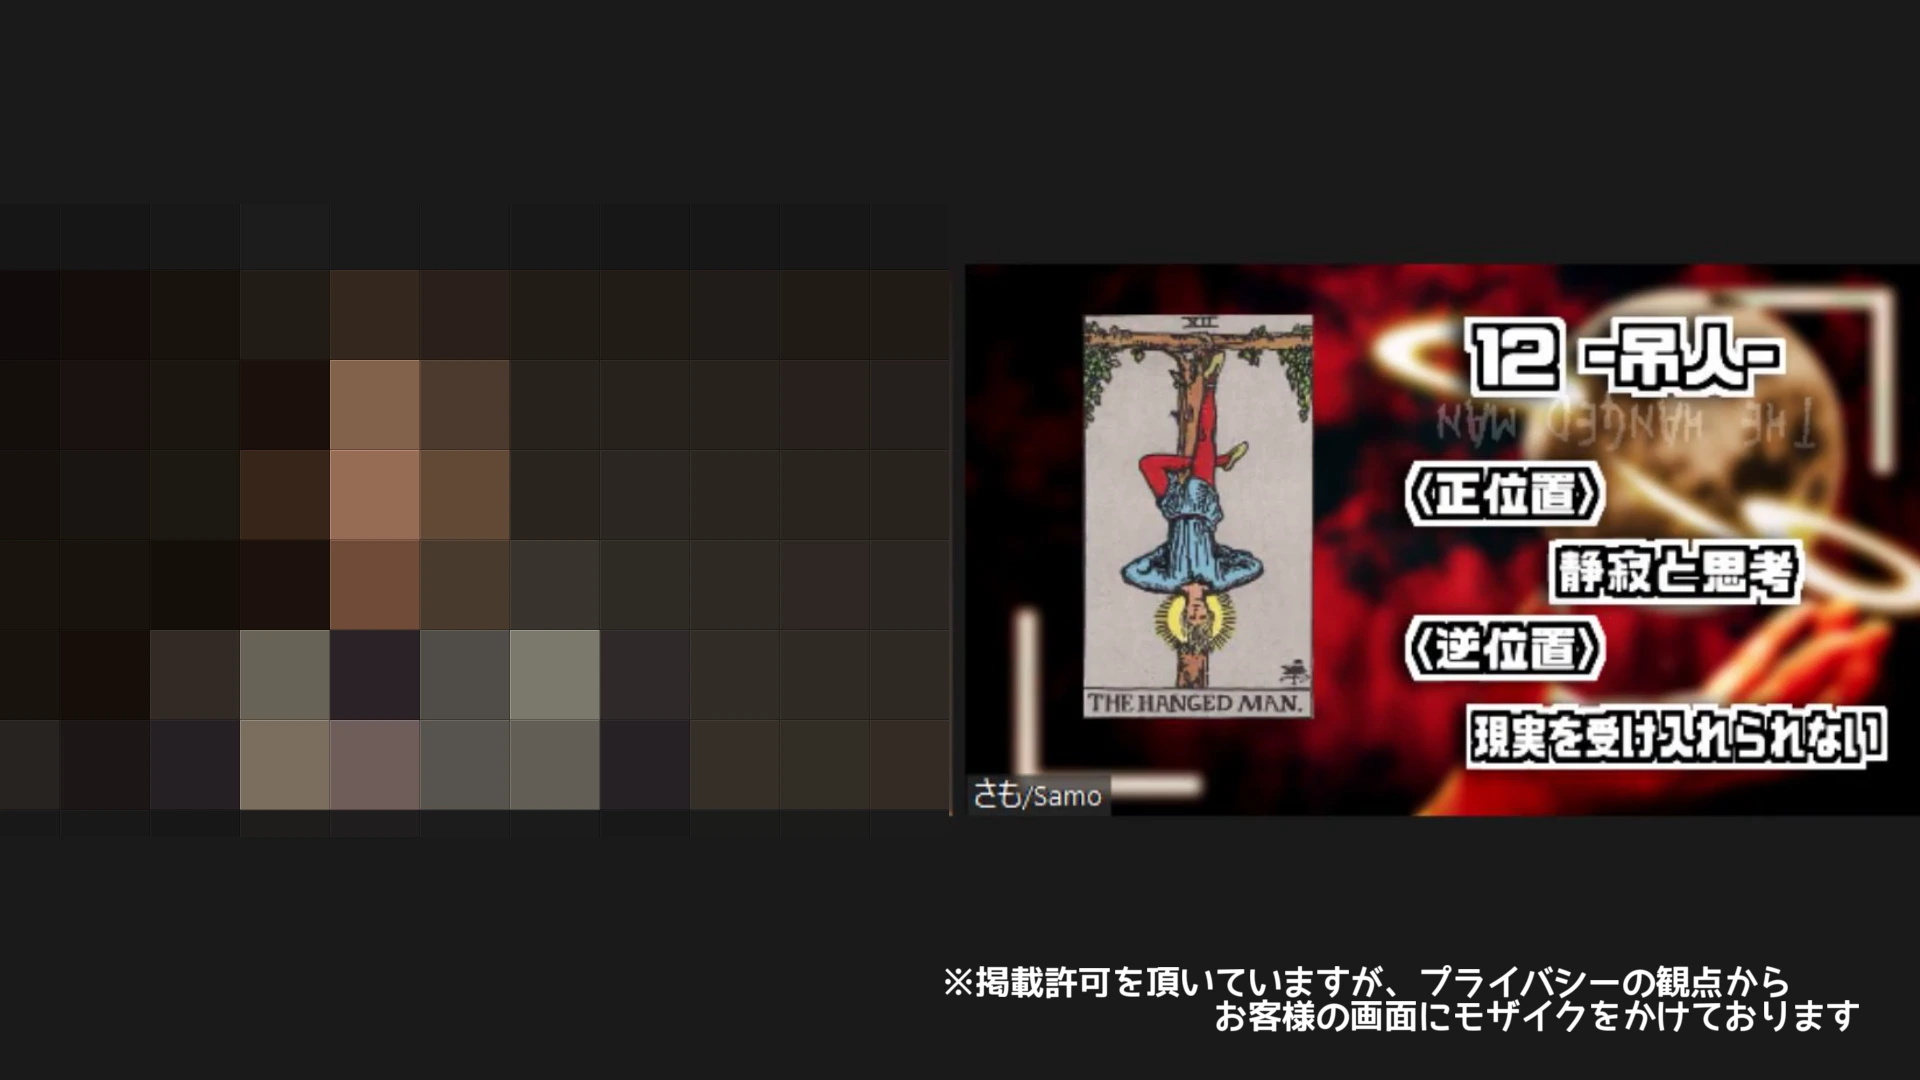 XII
THE HANGED MAN.
12 -吊人-
THE HANGED MAN
《正位置》
静寂と思考
《逆位置》
現実を受け入れられない
さも/Samo
※掲載許可を頂いていますが、プライバシーの観点から
お客様の画面にモザイクをかけております